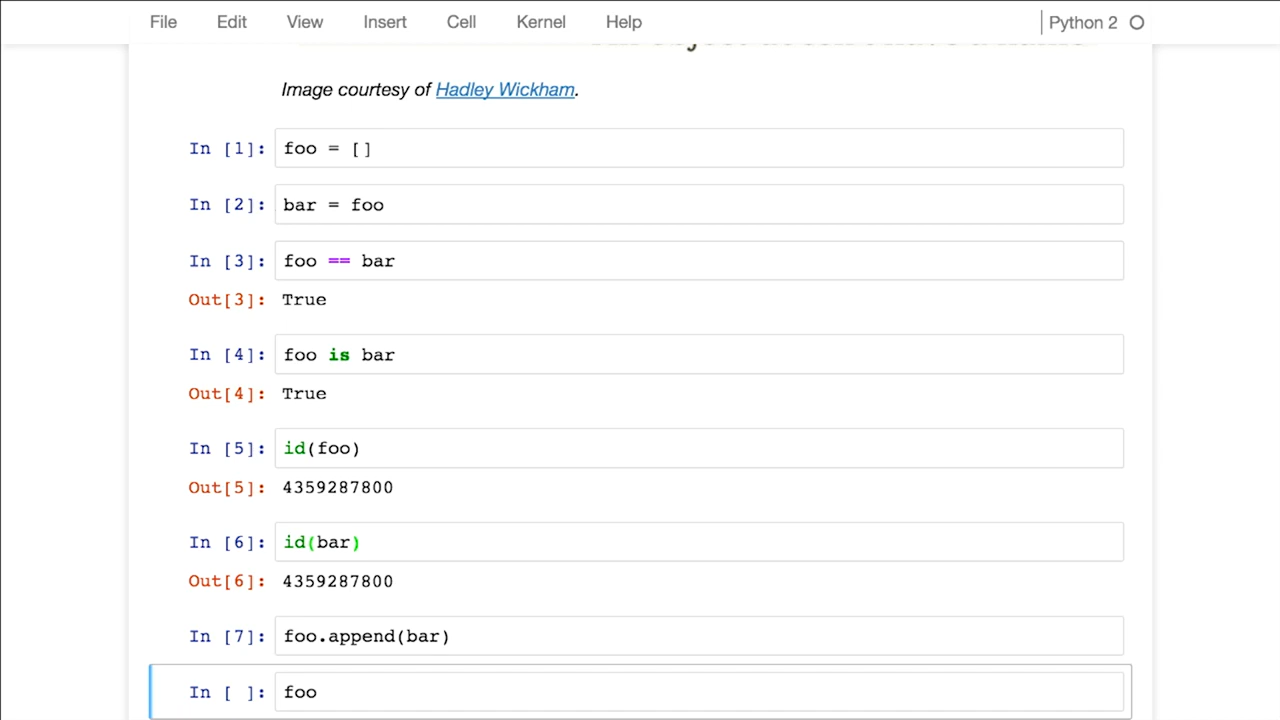 File Edit View Insert Cell Kernel Help Python 2
Image courtesy of Hadley Wickham.
In [1]: foo = []
In [2]: bar = foo
In [3]: foo == bar
Out[3]: True
In [4]: foo is bar
Out[4]: True
In [5]: id(foo)
Out[5]: 4359287800
In [6]: id(bar)
Out[6]: 4359287800
In [7]: foo.append(bar)
In [ ]: foo